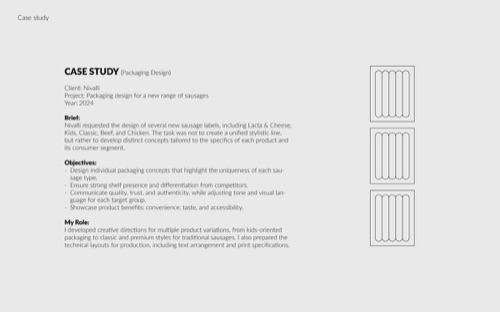 Case study
CASE STUDY (Packaging Design)
Client: Nivalli
Project: Packaging design for a new range of sausages
Year: 2024
Brief:
Nivalli requested the design of several new sausage labels, including Lacta & Cheese,
Kids, Classic, Beef, and Chicken. The task was not to create a unified stylistic line,
but rather to develop distinct concepts tailored to the specifics of each product and
its consumer segment.
Objectives:
- Design individual packaging concepts that highlight the uniqueness of each sau-
sage type.
- Ensure strong shelf presence and differentiation from competitors.
- Communicate quality, trust, and authenticity, while adjusting tone and visual lan-
guage for each target group.
- Showcase product benefits: convenience, taste, and accessibility.
My Role:
I developed creative directions for multiple product variations, from kids-oriented
packaging to classic and premium styles for traditional sausages. I also prepared the
technical layouts for production, including text arrangement and print specifications.